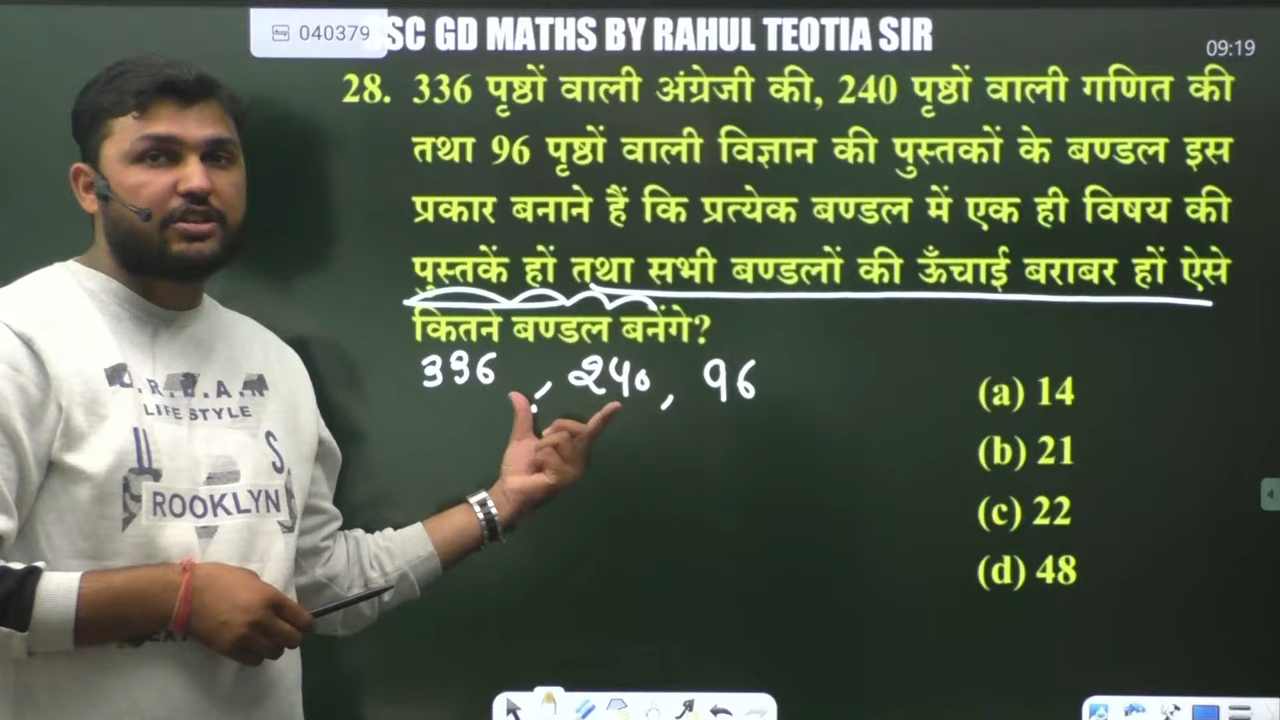 040379
SC GD MATHS BY RAHUL TEOTIA SIR
09:19
28. 336 पृष्ठों वाली अंग्रेजी की, 240 पृष्ठों वाली गणित की
तथा 96 पृष्ठों वाली विज्ञान की पुस्तकों के बण्डल इस
प्रकार बनाने हैं कि प्रत्येक बण्डल में एक ही विषय की
पुस्तकें हों तथा सभी बण्डलों की ऊँचाई बराबर हों ऐसे
कितने बण्डल बनेंगे?
336, 240, 96
(a) 14
(b) 21
(c) 22
(d) 48
LIFE STYLE
ROOKLYN